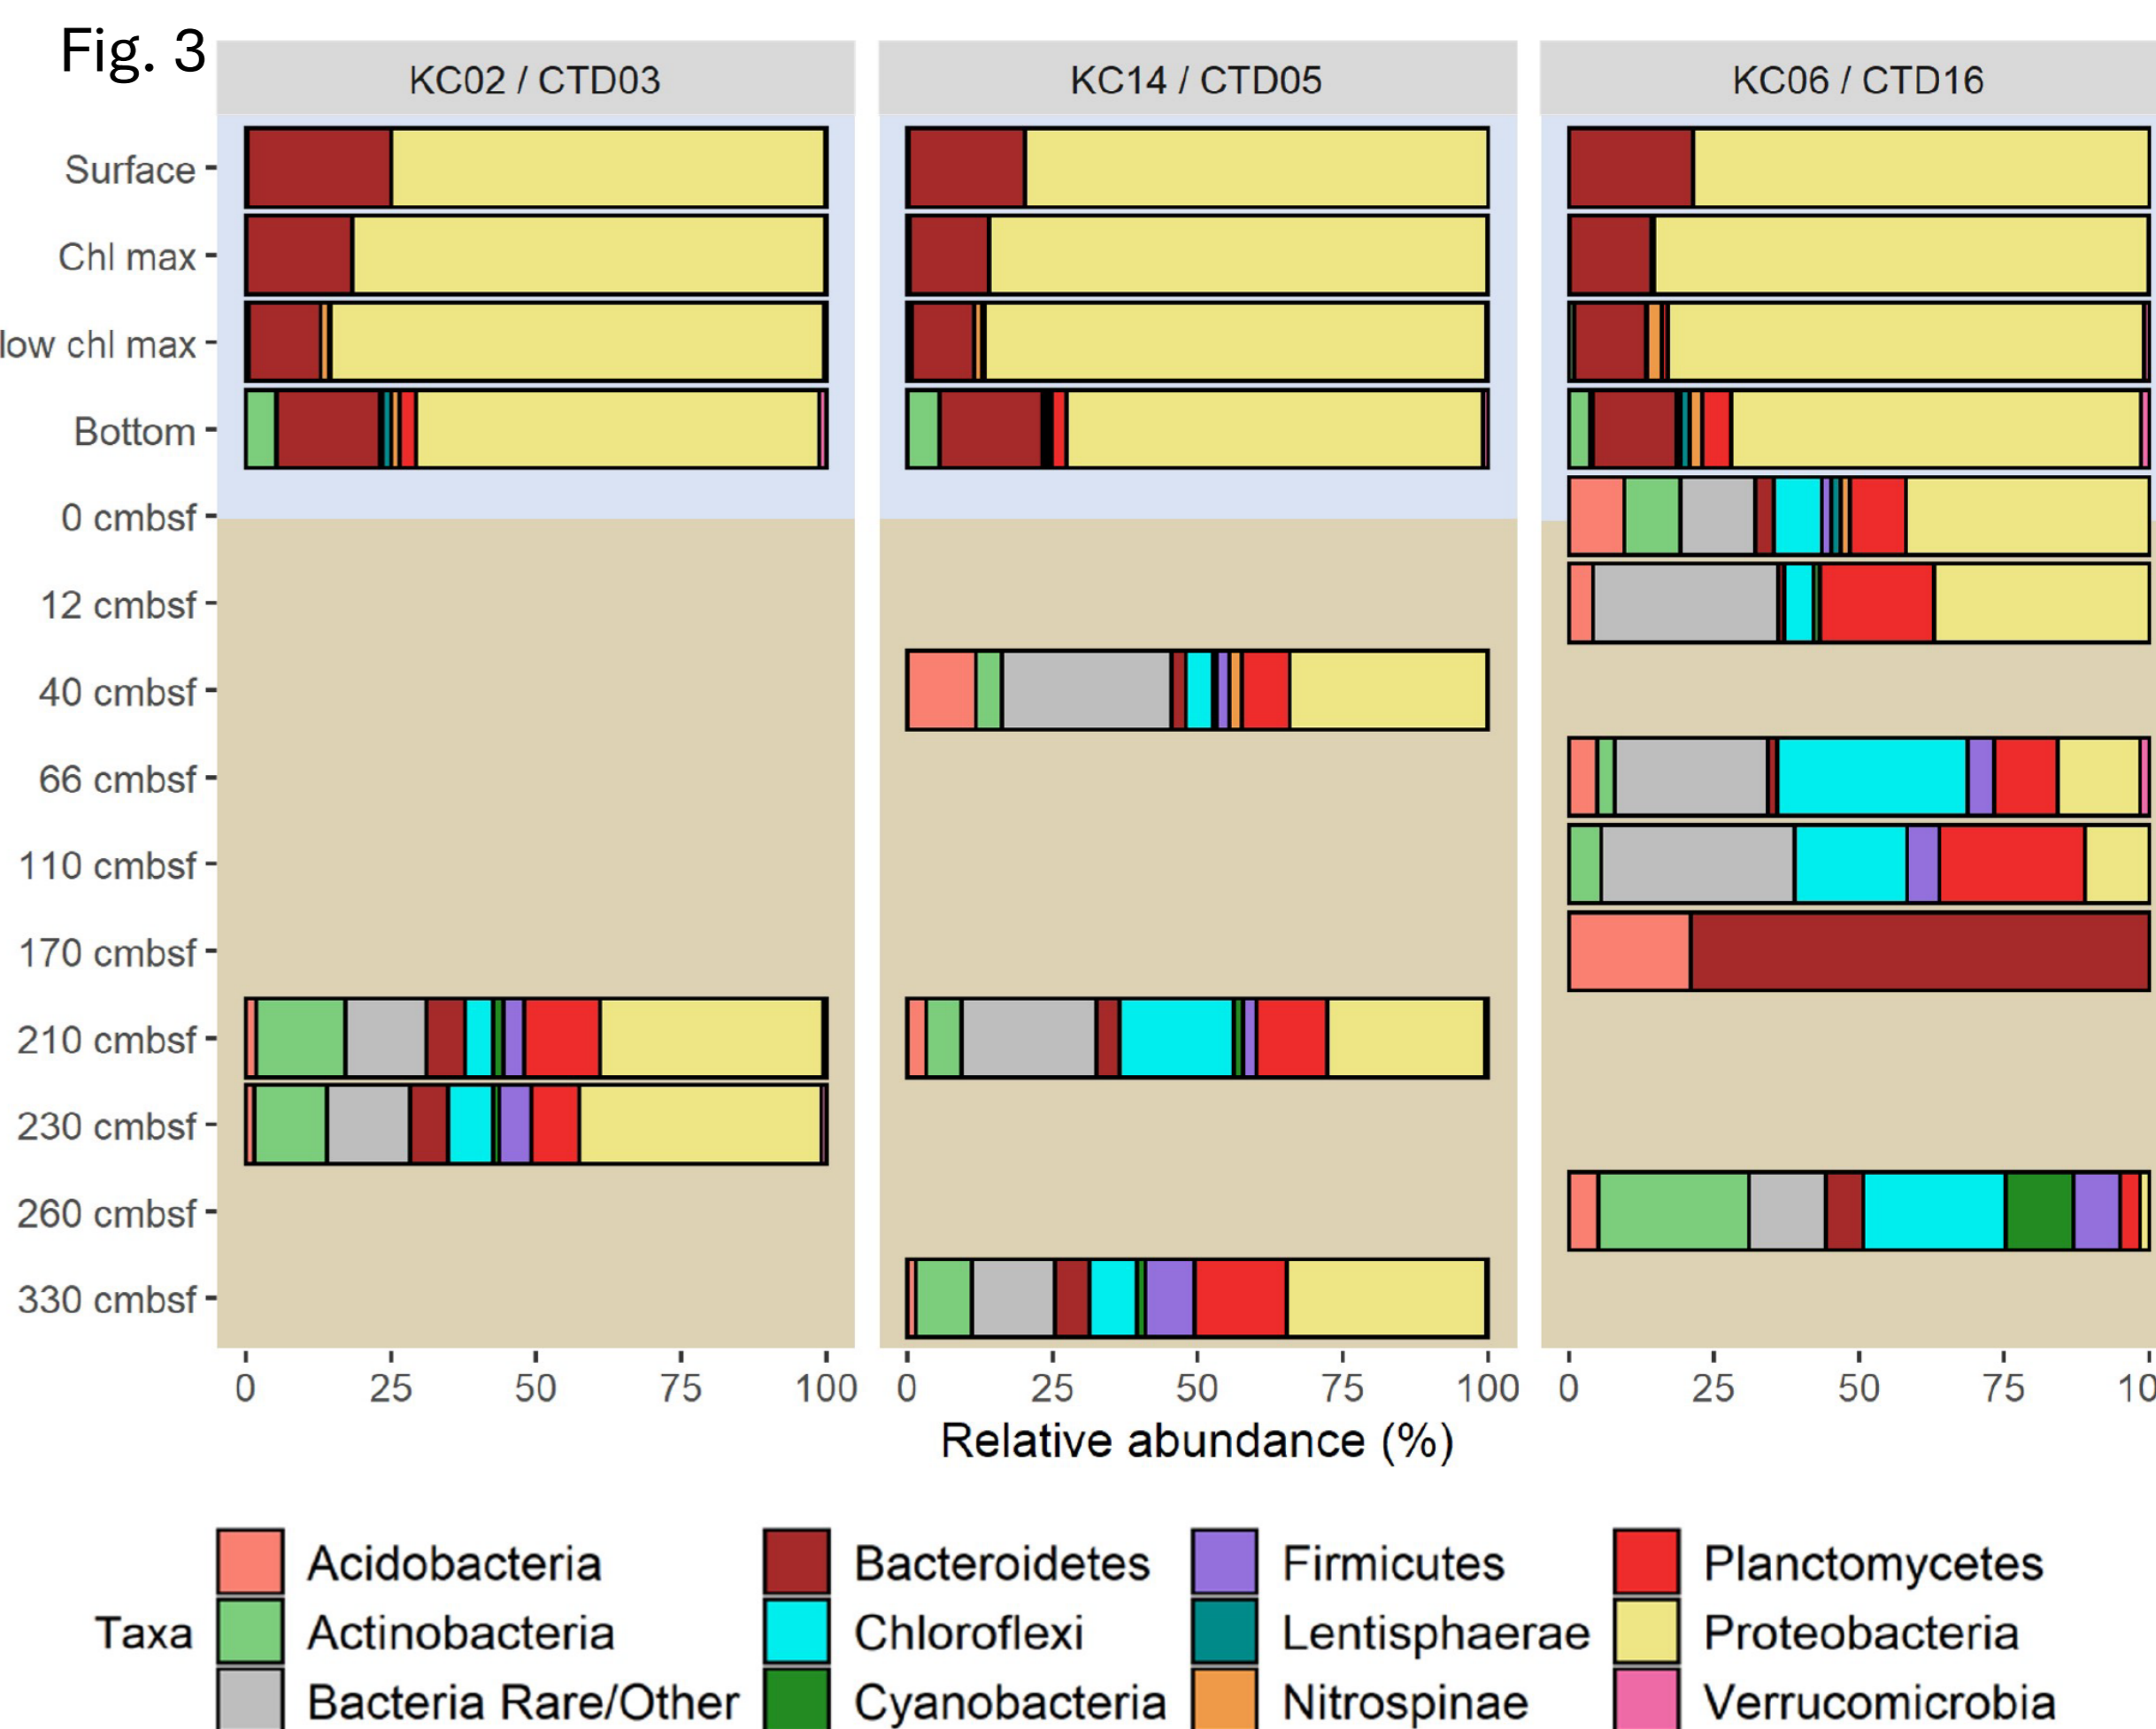 Fig. 3
KC02 / CTD03
KC14 / CTD05
KC06 / CTD16
Surface
Chl max
low chl max
Bottom
0 cmbsf
12 cmbsf
40 cmbsf
66 cmbsf
110 cmbsf
170 cmbsf
210 cmbsf
230 cmbsf
260 cmbsf
330 cmbsf
0 25 50 75 100 0 25 50 75 100 0 25 50 75 10
Relative abundance (%)
Taxa
Acidobacteria Bacteroidetes Firmicutes Planctomycetes
Actinobacteria Chloroflexi Lentisphaerae Proteobacteria
Bacteria Rare/Other Cyanobacteria Nitrospinae Verrucomicrobia